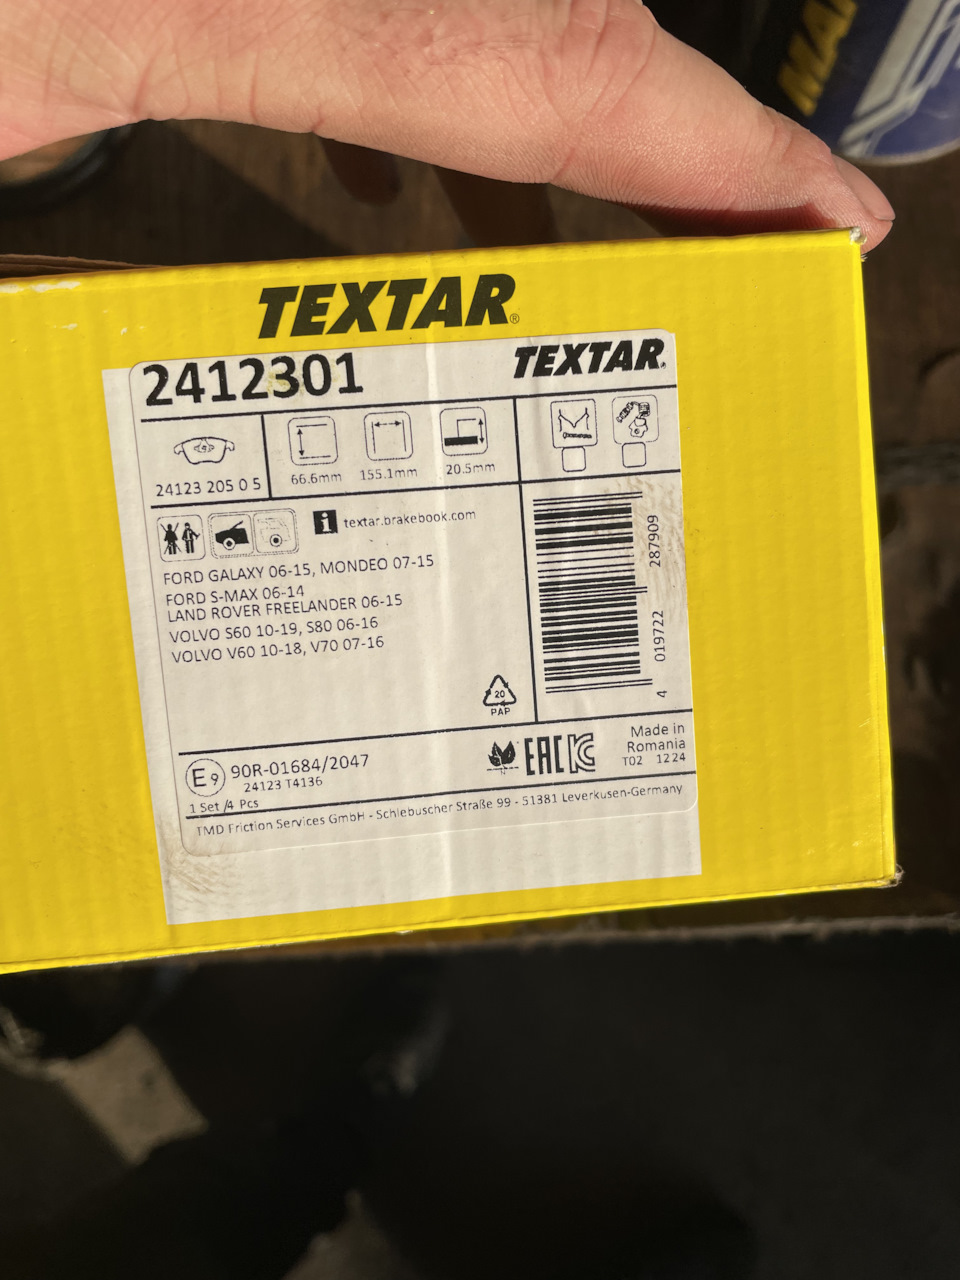 MA
TEXTAR®
2412301
TEXTAR®
24123 205 0 5
66.6mm
155.1mm
20.5mm
i textar.brakebook.com
FORD GALAXY 06-15, MONDEO 07-15
FORD S-MAX 06-14
LAND ROVER FREELANDER 06-15
VOLVO S60 10-19, S80 06-16
VOLVO V60 10-18, V70 07-16
4 019722 287909
20
PAP
E9 90R-01684/2047
24123 T4136
1 Set /4 Pcs
EAC KC
Made in
Romania
T02 1224
TMD Friction Services GmbH - Schlebuscher Straße 99 - 51381 Leverkusen-Germany